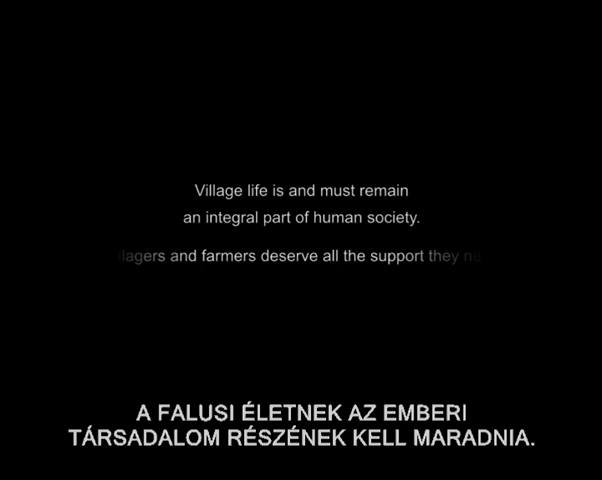 Village life is and must remain
an integral part of human society.
and farmers deserve all the support they
A FALUSI ÉLETNEK AZ EMBERI
TÁRSADALOM RÉSZÉNEK KELL MARADNIA.